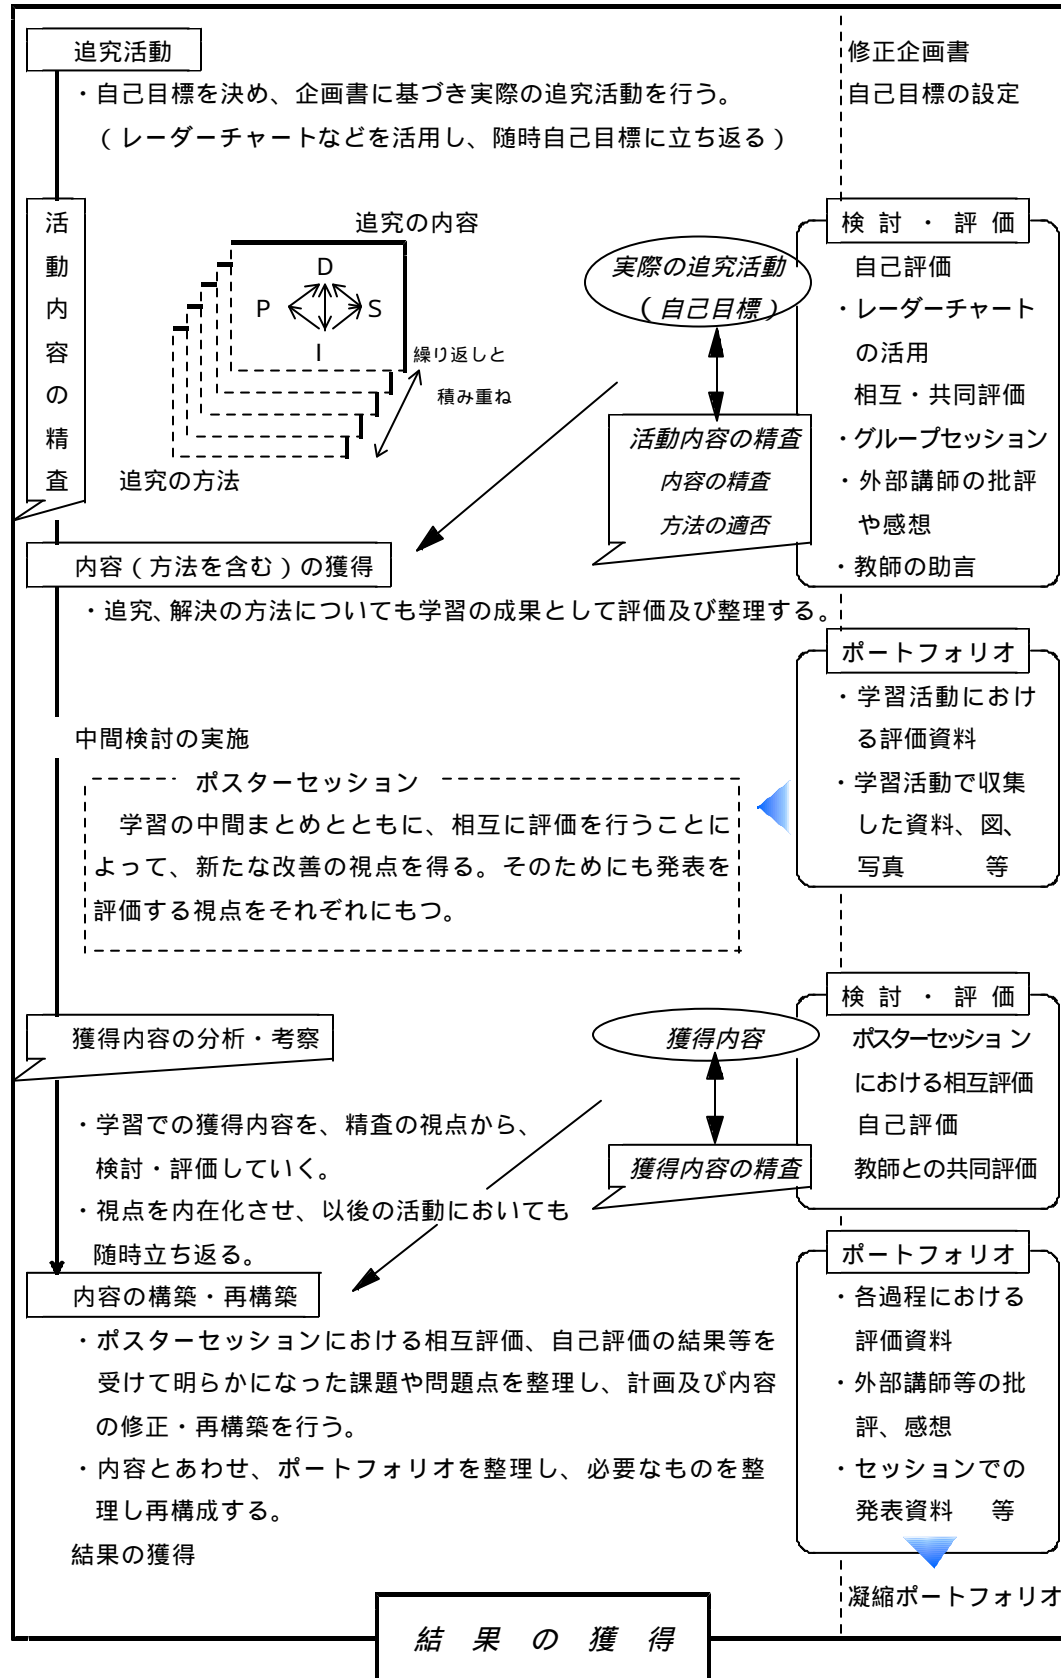 追究活動
・自己目標を決め、企画書に基づき実際の追究活動を行う。
（レーダーチャートなどを活用し、随時自己目標に立ち返る）
修正企画書
自己目標の設定
活動内容の精査
追究の内容
D
P
S
I
繰り返しと
積み重ね
追究の方法
実際の追究活動
（自己目標）
活動内容の精査
内容の精査
方法の適否
検討・評価
自己評価
・レーダーチャート
の活用
相互・共同評価
・グループセッション
・外部講師の批評
や感想
・教師の助言
内容（方法を含む）の獲得
・追究、解決の方法についても学習の成果として評価及び整理する。
ポートフォリオ
・学習活動におけ
る評価資料
・学習活動で収集
した資料、図、
写真　　等
中間検討の実施
ポスターセッション
学習の中間まとめとともに、相互に評価を行うことに
よって、新たな改善の視点を得る。そのためにも発表を
評価する視点をそれぞれにもつ。
獲得内容の分析・考察
・学習での獲得内容を、精査の視点から、
検討・評価していく。
・視点を内在化させ、以後の活動においても
随時立ち返る。
獲得内容
獲得内容の精査
検討・評価
ポスターセッション
における相互評価
自己評価
教師との共同評価
内容の構築・再構築
・ポスターセッションにおける相互評価、自己評価の結果等を
受けて明らかになった課題や問題点を整理し、計画及び内容
の修正・再構築を行う。
・内容とあわせ、ポートフォリオを整理し、必要なものを整
理し再構成する。
結果の獲得
ポートフォリオ
・各過程における
評価資料
・外部講師等の批
評、感想
・セッションでの
発表資料　等
凝縮ポートフォリオ
結果の獲得